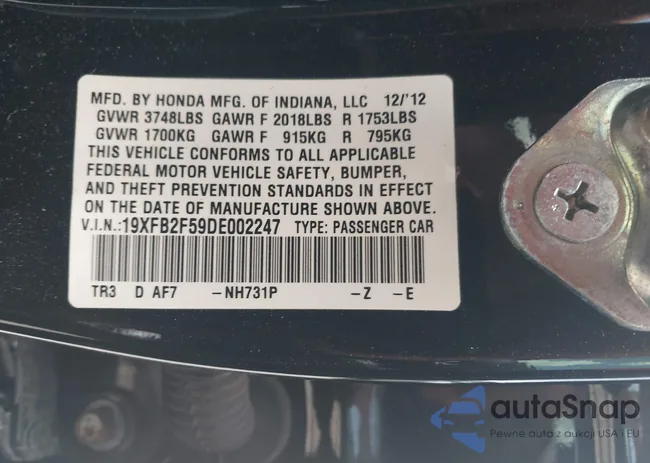 MFD. BY HONDA MFG. OF INDIANA, LLC 12/'12
GVWR 3748LBS GAWR F 2018LBS R 1753LBS
GVWR 1700KG GAWR F 915KG R 795KG
THIS VEHICLE CONFORMS TO ALL APPLICABLE
FEDERAL MOTOR VEHICLE SAFETY, BUMPER,
AND THEFT PREVENTION STANDARDS IN EFFECT
ON THE DATE OF MANUFACTURE SHOWN ABOVE.
V.I.N.:19XFB2F59DE002247 TYPE: PASSENGER CAR
TR3 D AF7 -NH731P -Z -E
autaSnap
Pewne auta z aukcji USA i EU